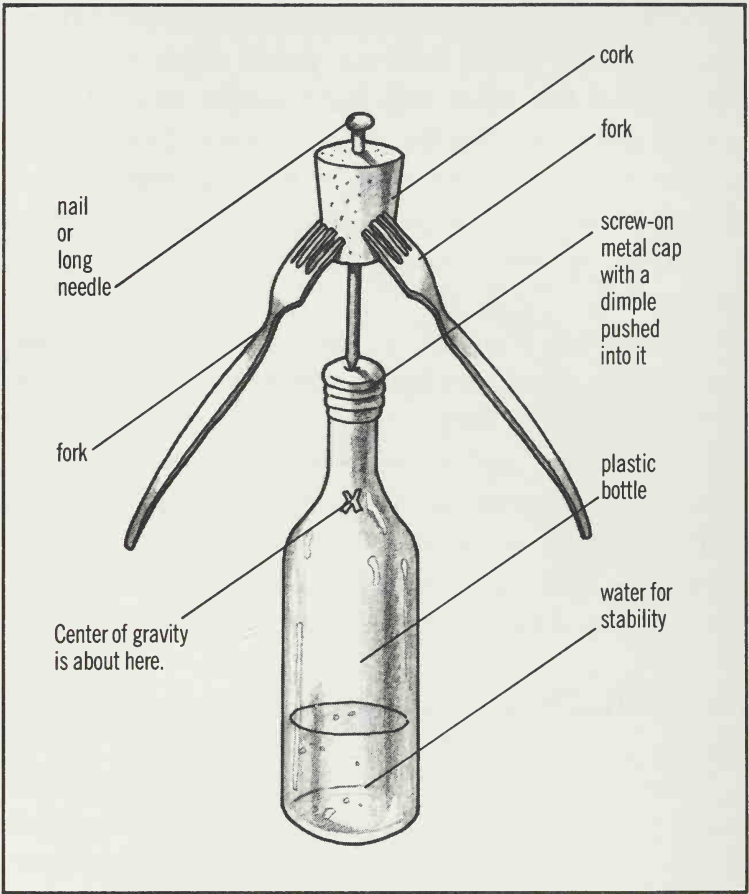 cork
fork
nail
or
long
needle
screw-on
metal cap
with a
dimple
pushed
into it
fork
plastic
bottle
water for
stability
Center of gravity
is about here.